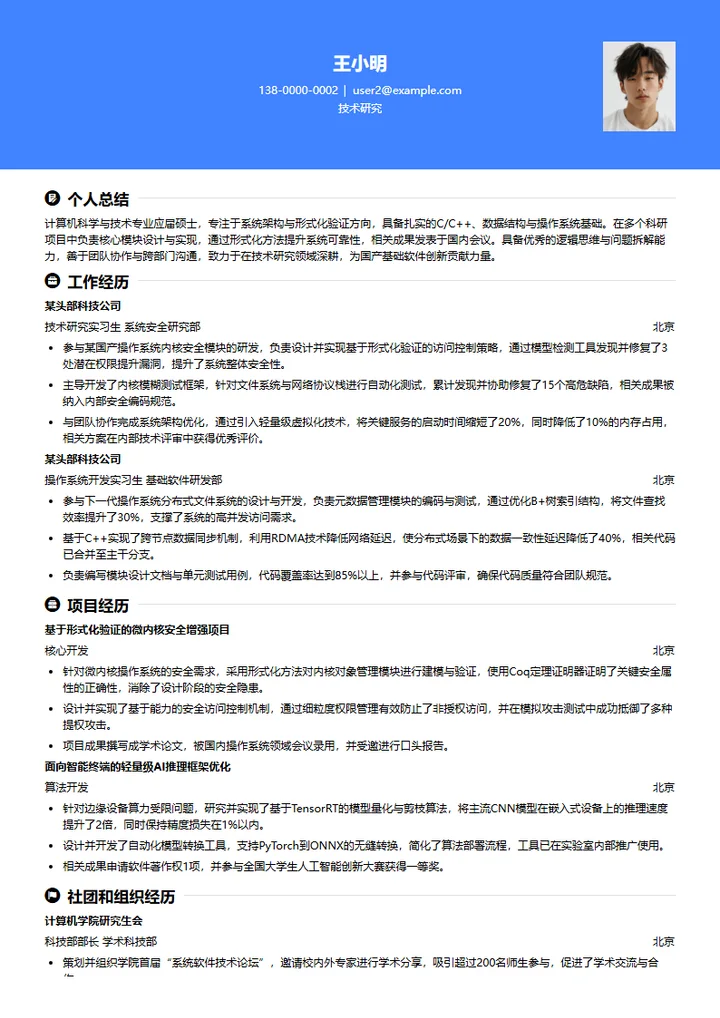 王小明
138-0000-0002 | user2@example.com
技术研究
个人总结
计算机科学与技术专业应届硕士，专注于系统架构与形式化验证方向，具备扎实的C/C++、数据结构与操作系统基础。在多个科研
项目中负责核心模块设计与实现，通过形式化方法提升系统可靠性，相关成果发表于国内会议。具备优秀的逻辑思维与问题拆解能
力，善于团队协作与跨部门沟通，致力于在技术研究领域深耕，为国产基础软件创新贡献力量。
工作经历
某头部科技公司
技术研究实习生 系统安全研究部 北京
• 参与某国产操作系统内核安全模块的研发，负责设计并实现基于形式化验证的访问控制策略，通过模型检测工具发现并修复了3
处潜在权限提升漏洞，提升了系统整体安全性。
• 主导开发了内核模糊测试框架，针对文件系统与网络协议栈进行自动化测试，累计发现并协助修复了15个高危缺陷，相关成果被
纳入内部安全编码规范。
• 与团队协作完成系统架构优化，通过引入轻量级虚拟化技术，将关键服务的启动时间缩短了20%，同时降低了10%的内存占用，
相关方案在内部技术评审中获得优秀评价。
某头部科技公司
操作系统开发实习生 基础软件研发部 北京
• 参与下一代操作系统分布式文件系统的设计与开发，负责元数据管理模块的编码与测试，通过优化B+树索引结构，将文件查找
效率提升了30%，支撑了系统的高并发访问需求。
• 基于C++实现了跨节点数据同步机制，利用RDMA技术降低网络延迟，使分布式场景下的数据一致性延迟降低了40%，相关代码
已合并至主干分支。
• 负责编写模块设计文档与单元测试用例，代码覆盖率达到85%以上，并参与代码评审，确保代码质量符合团队规范。
项目经历
基于形式化验证的微内核安全增强项目
核心开发 北京
• 针对微内核操作系统的安全需求，采用形式化方法对内核对象管理模块进行建模与验证，使用Coq定理证明器证明了关键安全属
性的正确性，消除了设计阶段的安全隐患。
• 设计并实现了基于能力的安全访问控制机制，通过细粒度权限管理有效防止了非授权访问，并在模拟攻击测试中成功抵御了多种
提权攻击。
• 项目成果撰写成学术论文，被国内操作系统领域会议录用，并受邀进行口头报告。
面向智能终端的轻量级AI推理框架优化
算法开发 北京
• 针对边缘设备算力受限问题，研究并实现了基于TensorRT的模型量化与剪枝算法，将主流CNN模型在嵌入式设备上的推理速度
提升了2倍，同时保持精度损失在1%以内。
• 设计并开发了自动化模型转换工具，支持PyTorch到ONNX的无缝转换，简化了算法部署流程，工具已在实验室内部推广使用。
• 相关成果申请软件著作权1项，并参与全国大学生人工智能创新大赛获得一等奖。
社团和组织经历
计算机学院研究生会
科技部部长 学术科技部 北京
• 策划并组织学院首届“系统软件技术论坛”，邀请校内外专家进行学术分享，吸引超过200名师生参与，促进了学术交流与合